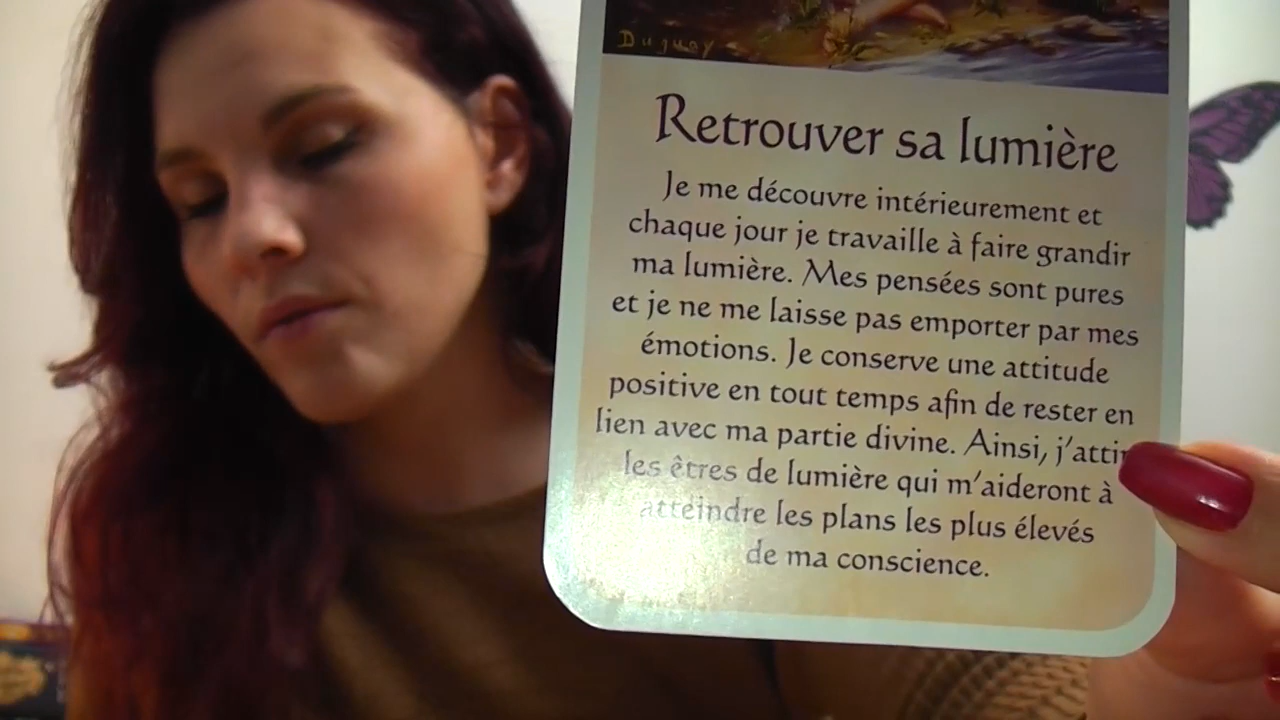 Duguay
Retrouver sa lumière
Je me découvre intérieurement et
chaque jour je travaille à faire grandir
ma lumière. Mes pensées sont pures
et je ne me laisse pas emporter par mes
émotions. Je conserve une attitude
positive en tout temps afin de rester en
lien avec ma partie divine. Ainsi, j'attir
les êtres de lumière qui m'aideront à
atteindre les plans les plus élevés
de ma conscience.